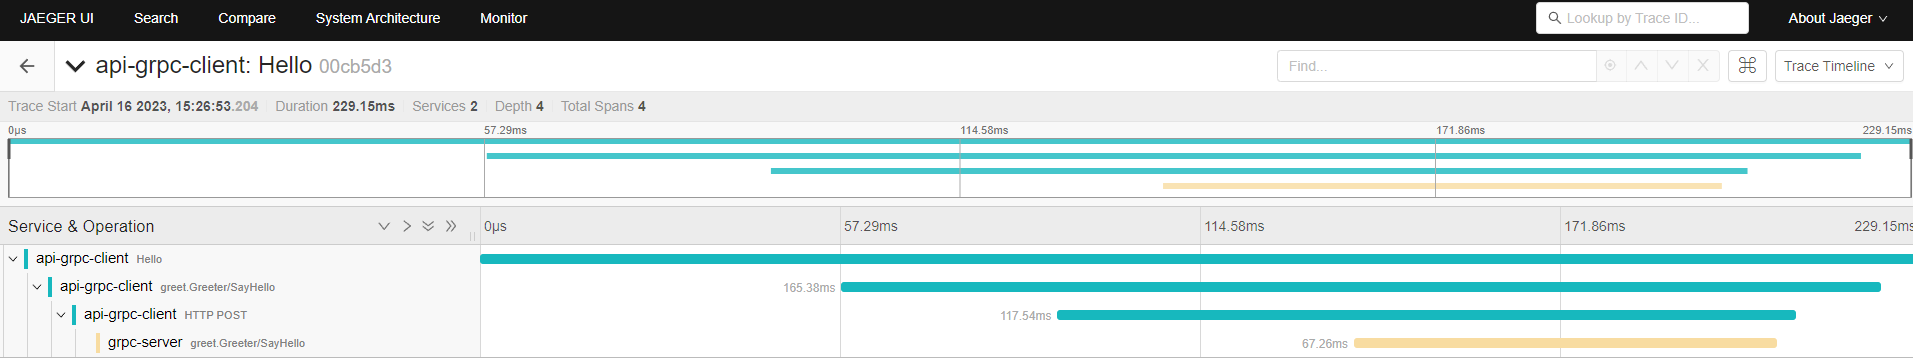 JAEGER UI Search Compare System Architecture Monitor Lookup by Trace ID... About Jaeger
api-grpc-client: Hello 00cb5d3 Find... Trace Timeline
Trace Start April 16 2023, 15:26:53.204 Duration 229.15ms Services 2 Depth 4 Total Spans 4
0μs 57.29ms 114.58ms 171.86ms 229.15ms
Service & Operation 0μs 57.29ms 114.58ms 171.86ms 229.15ms
api-grpc-client Hello
api-grpc-client greet.Greeter/SayHello 165.38ms
api-grpc-client HTTP POST 117.54ms
grpc-server greet.Greeter/SayHello 67.26ms